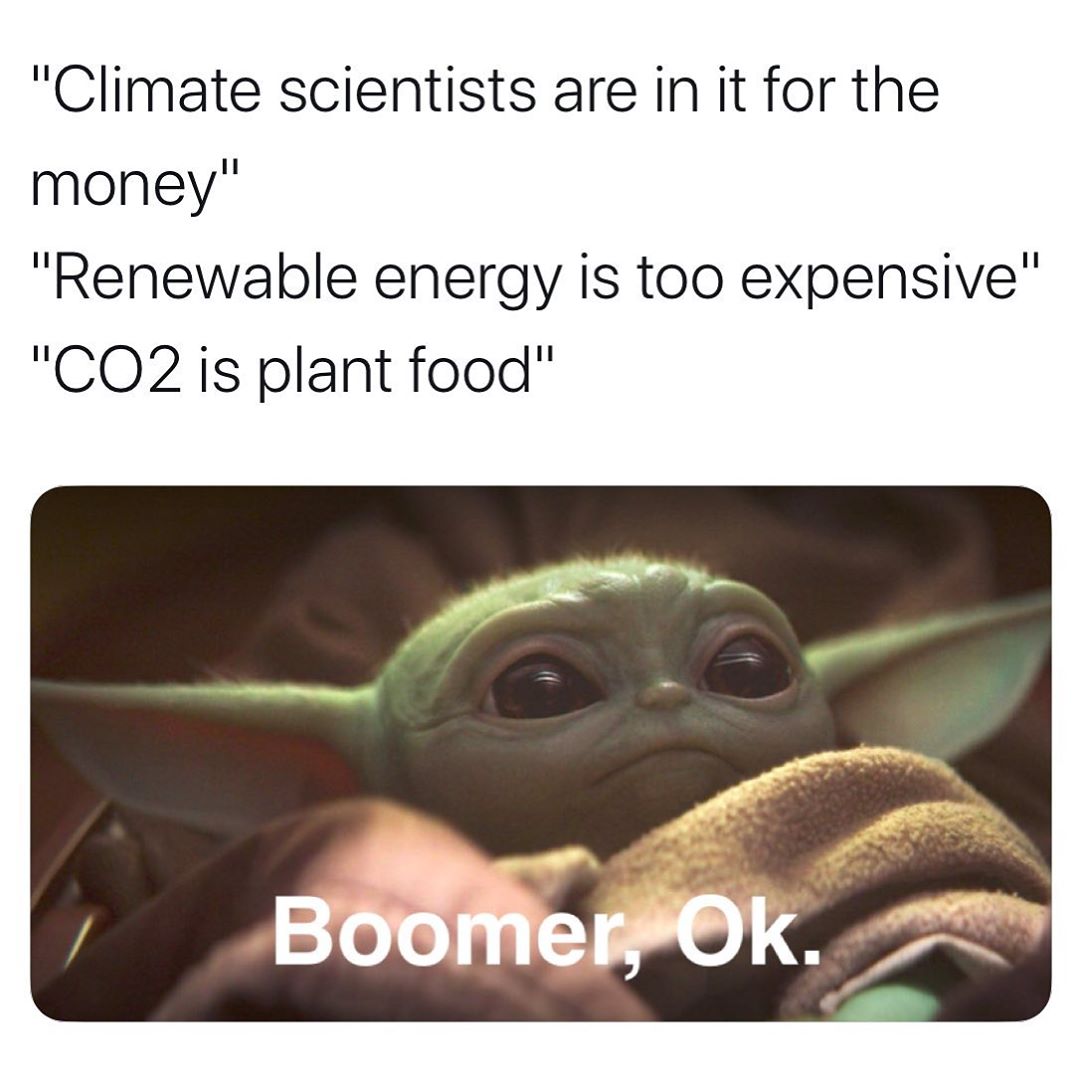 "Climate scientists are in it for the
money"
"Renewable energy is too expensive"
"CO2 is plant food"
Boomer, Ok.